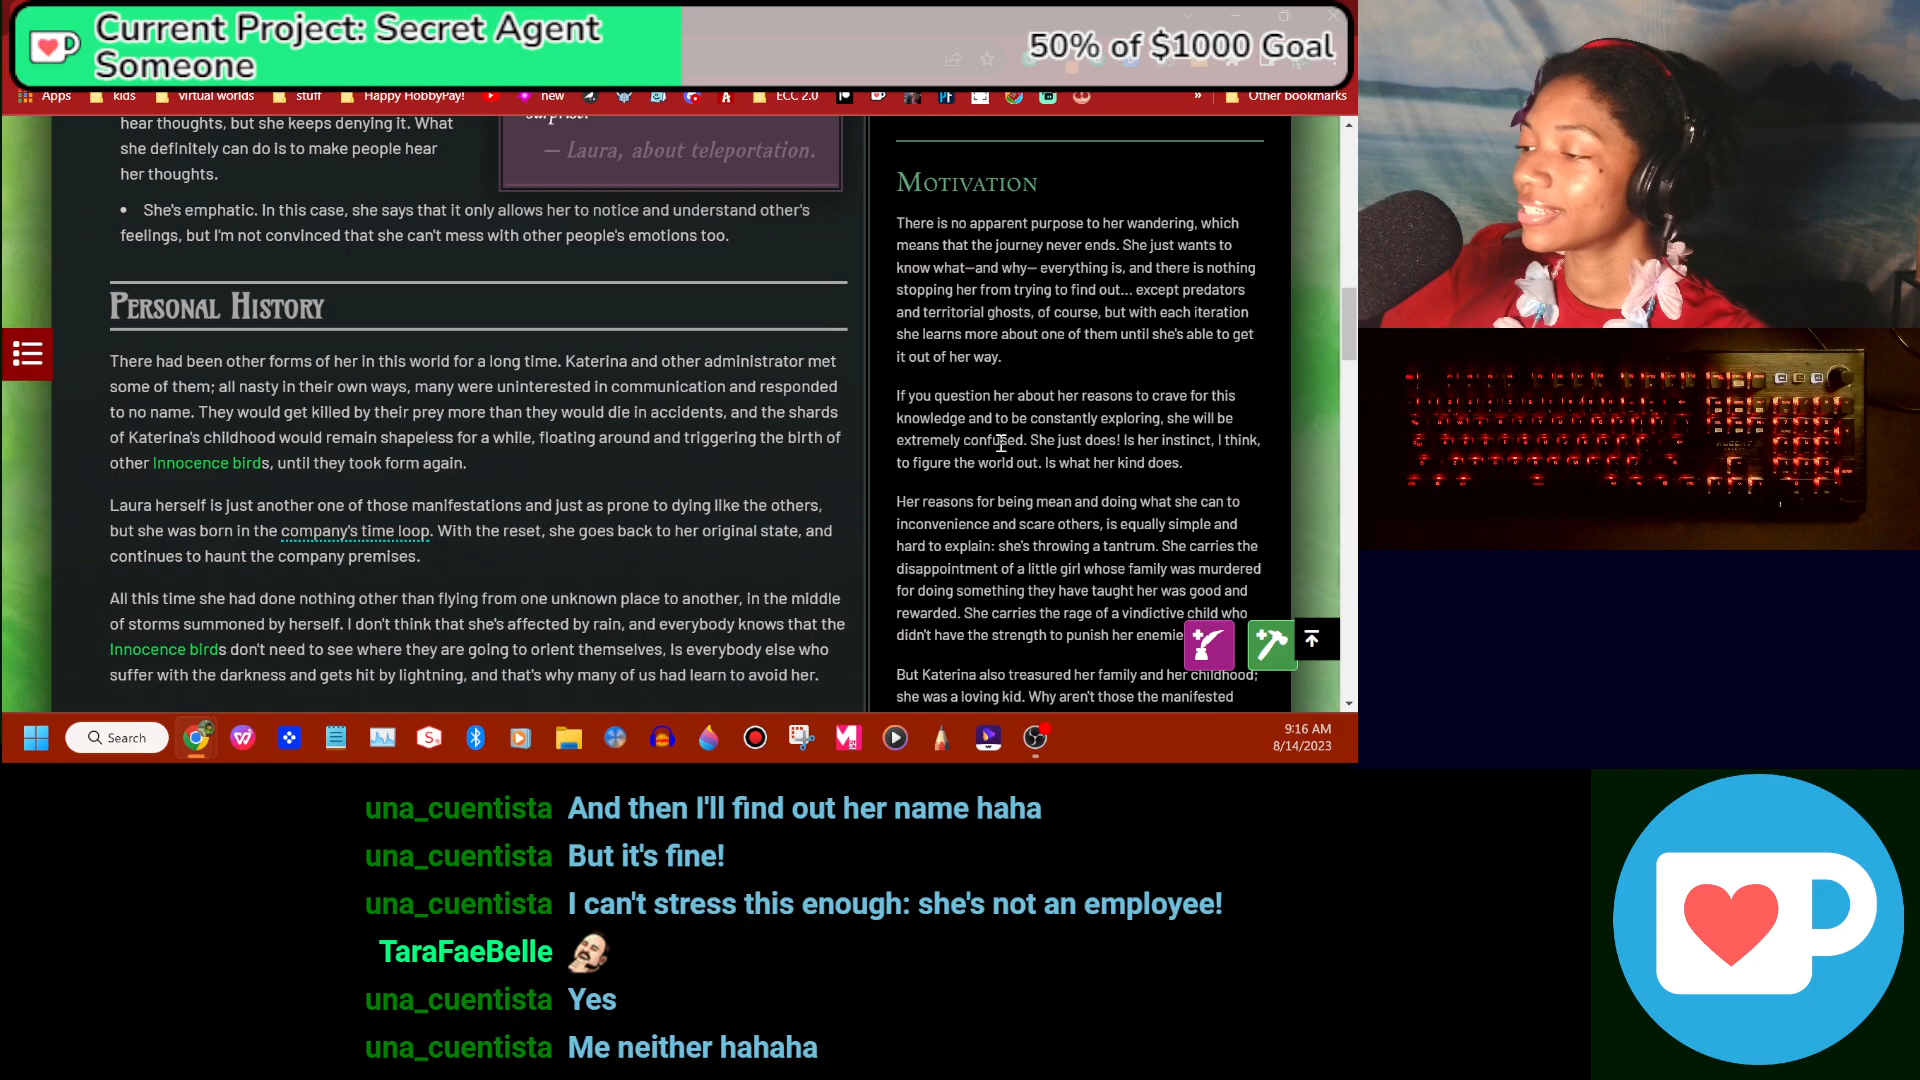 Current Project: Secret Agent
Someone
50% of $1000 Goal
Apps
kids
virtual worlds
stuff
Happy HobbyPay!
new
ECC 2.0
»
Other bookmarks
hear thoughts, but she keeps denying it. What
she definitely can do is to make people hear
her thoughts.
surprise.
— Laura, about teleportation.
• She's emphatic. In this case, she says that it only allows her to notice and understand other's
feelings, but I'm not convinced that she can't mess with other people's emotions too.
Personal History
There had been other forms of her in this world for a long time. Katerina and other administrator met
some of them; all nasty in their own ways, many were uninterested in communication and responded
to no name. They would get killed by their prey more than they would die in accidents, and the shards
of Katerina's childhood would remain shapeless for a while, floating around and triggering the birth of
other Innocence birds, until they took form again.
Laura herself is just another one of those manifestations and just as prone to dying like the others,
but she was born in the company's time loop. With the reset, she goes back to her original state, and
continues to haunt the company premises.
All this time she had done nothing other than flying from one unknown place to another, in the middle
of storms summoned by herself. I don't think that she's affected by rain, and everybody knows that the
Innocence birds don't need to see where they are going to orient themselves, Is everybody else who
suffer with the darkness and gets hit by lightning, and that's why many of us had learn to avoid her.
Motivation
There is no apparent purpose to her wandering, which
means that the journey never ends. She just wants to
know what—and why— everything is, and there is nothing
stopping her from trying to find out... except predators
and territorial ghosts, of course, but with each iteration
she learns more about one of them until she's able to get
it out of her way.
If you question her about her reasons to crave for this
knowledge and to be constantly exploring, she will be
extremely confused. She just does! Is her instinct, I think,
to figure the world out. Is what her kind does.
Her reasons for being mean and doing what she can to
inconvenience and scare others, is equally simple and
hard to explain: she's throwing a tantrum. She carries the
disappointment of a little girl whose family was murdered
for doing something they have taught her was good and
rewarded. She carries the rage of a vindictive child who
didn't have the strength to punish her enemie
But Katerina also treasured her family and her childhood;
she was a loving kid. Why aren't those the manifested
Search
9:16 AM
8/14/2023
una_cuentista And then I'll find out her name haha
una_cuentista But it's fine!
una_cuentista I can't stress this enough: she's not an employee!
TaraFaeBelle
una_cuentista Yes
una_cuentista Me neither hahaha